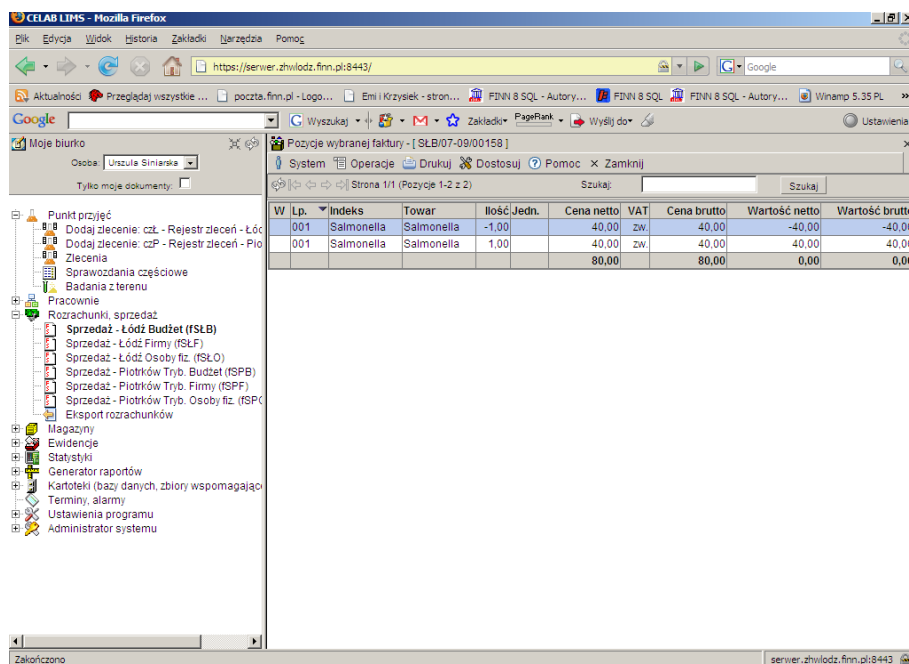 CELAB LIMS - Mozilla Firefox
Plik Edycja Widok Historia Zakładki Narzędzia Pomoc
https://serwer.zhwlodz.finn.pl:8443/ Google
Aktualności Przeglądaj wszystkie ... poczta.finn.pl - Logo... Emi i Krzysiek - stron... FINN 8 SQL - Autory... FINN 8 SQL FINN 8 SQL - Autory... Winamp 5.35 PL »
Google Wyszukaj Zakładki PageRank Wyślij do Ustawienia
Moje biurko
Osoba: Urszula Siniarska
Tylko moje dokumenty:
Punkt przyjęć
Dodaj zlecenie: czŁ - Rejestr zleceń - Łóc
Dodaj zlecenie: czP - Rejestr zleceń - Pio
Zlecenia
Sprawozdania częściowe
Badania z terenu
Pracownie
Rozrachunki, sprzedaż
Sprzedaż - Łódź Budżet (fSŁB)
Sprzedaż - Łódź Firmy (fSŁF)
Sprzedaż - Łódź Osoby fiz. (fSŁO)
Sprzedaż - Piotrków Tryb. Budżet (fSPB)
Sprzedaż - Piotrków Tryb. Firmy (fSPF)
Sprzedaż - Piotrków Tryb. Osoby fiz. (fSPO
Eksport rozrachunków
Magazyny
Ewidencje
Statystyki
Generator raportów
Kartoteki (bazy danych, zbiory wspomagające
Terminy, alarmy
Ustawienia programu
Administrator systemu
Pozycje wybranej faktury - [ SŁB/07-09/00158 ]
System Operacje Drukuj Dostosuj Pomoc Zamknij
Strona 1/1 (Pozycje 1-2 z 2) Szukaj: Szukaj
W Lp. Indeks Towar Ilość Jedn. Cena netto VAT Cena brutto Wartość netto Wartość brutto
001 Salmonella Salmonella -1,00 40,00 zw. 40,00 -40,00 -40,00
001 Salmonella Salmonella 1,00 40,00 zw. 40,00 40,00 40,00
80,00 80,00 0,00 0,00
Zakończono serwer.zhwlodz.finn.pl:8443